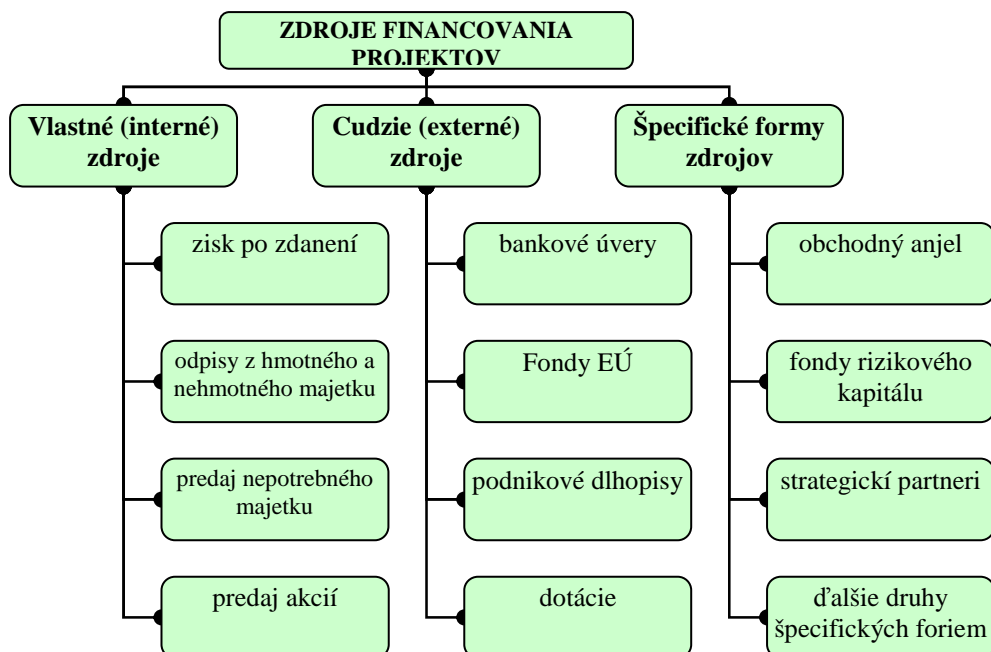 ZDROJE FINANCOVANIA
PROJEKTOV
Vlastné (interné)
zdroje
Cudzie (externé)
zdroje
Špecifické formy
zdrojov
zisk po zdanení
bankové úvery
obchodný anjel
odpisy z hmotného a
nehmotného majetku
Fondy EÚ
fondy rizikového
kapitálu
predaj nepotrebného
majetku
podnikové dlhopisy
strategickí partneri
predaj akcií
dotácie
ďalšie druhy
špecifických foriem